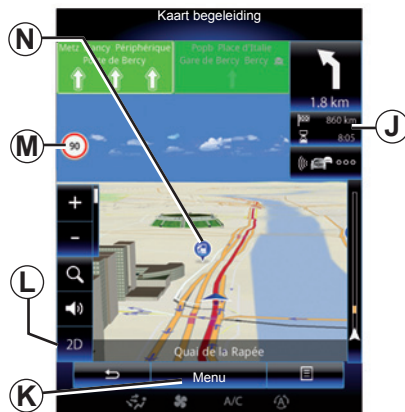 Kaart begeleiding
N
Metz Nancy Périphérique
Porte de Bercy
Popb Place d'Italie
Gare de Bercy Bercy
1.8 km
J
860 km
8:05
M
90
+
-
L
2D
Quai de la Rapée
K
Menu
A/C
A